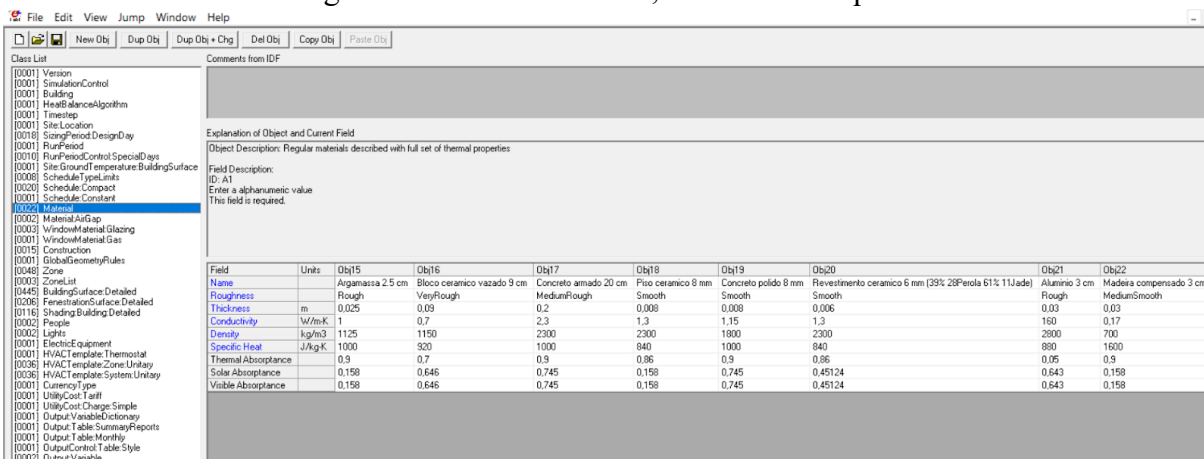 File Edit View Jump Window Help
New Obj Dup Obj Dup Obj + Chg Del Obj Copy Obj Paste Obj
Class List
[0001] Version
[0001] SimulationControl
[0001] Building
[0001] HeatBalanceAlgorithm
[0001] Timestep
[0001] Site:Location
[0018] SizingPeriod:DesignDay
[0001] RunPeriod
[0010] RunPeriodControl:SpecialDays
[0001] Site:GroundTemperature:BuildingSurface
[0008] ScheduleTypeLimits
[0020] Schedule:Compact
[0001] Schedule:Constant
[0022] Material
[0002] Material:AirGap
[0003] WindowMaterial:Glazing
[0001] WindowMaterial:Gas
[0015] Construction
[0001] GlobalGeometryRules
[0048] Zone
[0003] ZoneList
[0445] BuildingSurface:Detailed
[0206] FenestrationSurface:Detailed
[0116] Shading:Building:Detailed
[0002] People
[0002] Lights
[0001] ElectricEquipment
[0001] HVACTemplate:Thermostat
[0036] HVACTemplate:Zone:Unitary
[0036] HVACTemplate:System:Unitary
[0001] CurrencyType
[0001] UtilityCost:Tariff
[0001] UtilityCost:Charge:Simple
[0001] Output:VariableDictionary
[0001] Output:Table:SummaryReports
[0001] Output:Table:Monthly
[0001] OutputControl:Table:Style
[0002] Output:Variable
Comments from IDF
Explanation of Object and Current Field
Object Description: Regular materials described with full set of thermal properties
Field Description:
ID: A1
Enter a alphanumeric value
This field is required.
Field Units Obj15 Obj16 Obj17 Obj18 Obj19 Obj20 Obj21 Obj22
Name Argamassa 2.5 cm Bloco ceramico vazado 9 cm Concreto armado 20 cm Piso ceramico 8 mm Concreto polido 8 mm Revestimento ceramico 6 mm (39% 28Perola 61% 11Jade) Aluminio 3 cm Madeira compensado 3 cm
Roughness Rough VeryRough MediumRough Smooth Smooth Smooth Rough MediumSmooth
Thickness m 0,025 0,09 0,2 0,008 0,008 0,006 0,03 0,03
Conductivity W/m-K 1 0,7 2,3 1,3 1,15 1,3 160 0,17
Density kg/m3 1125 1150 2300 2300 1800 2300 2800 700
Specific Heat J/kg-K 1000 920 1000 840 1000 840 880 1600
Thermal Absorptance 0,9 0,7 0,9 0,86 0,9 0,86 0,05 0,9
Solar Absorptance 0,158 0,646 0,745 0,158 0,745 0,45124 0,643 0,158
Visible Absorptance 0,158 0,646 0,745 0,158 0,745 0,45124 0,643 0,158